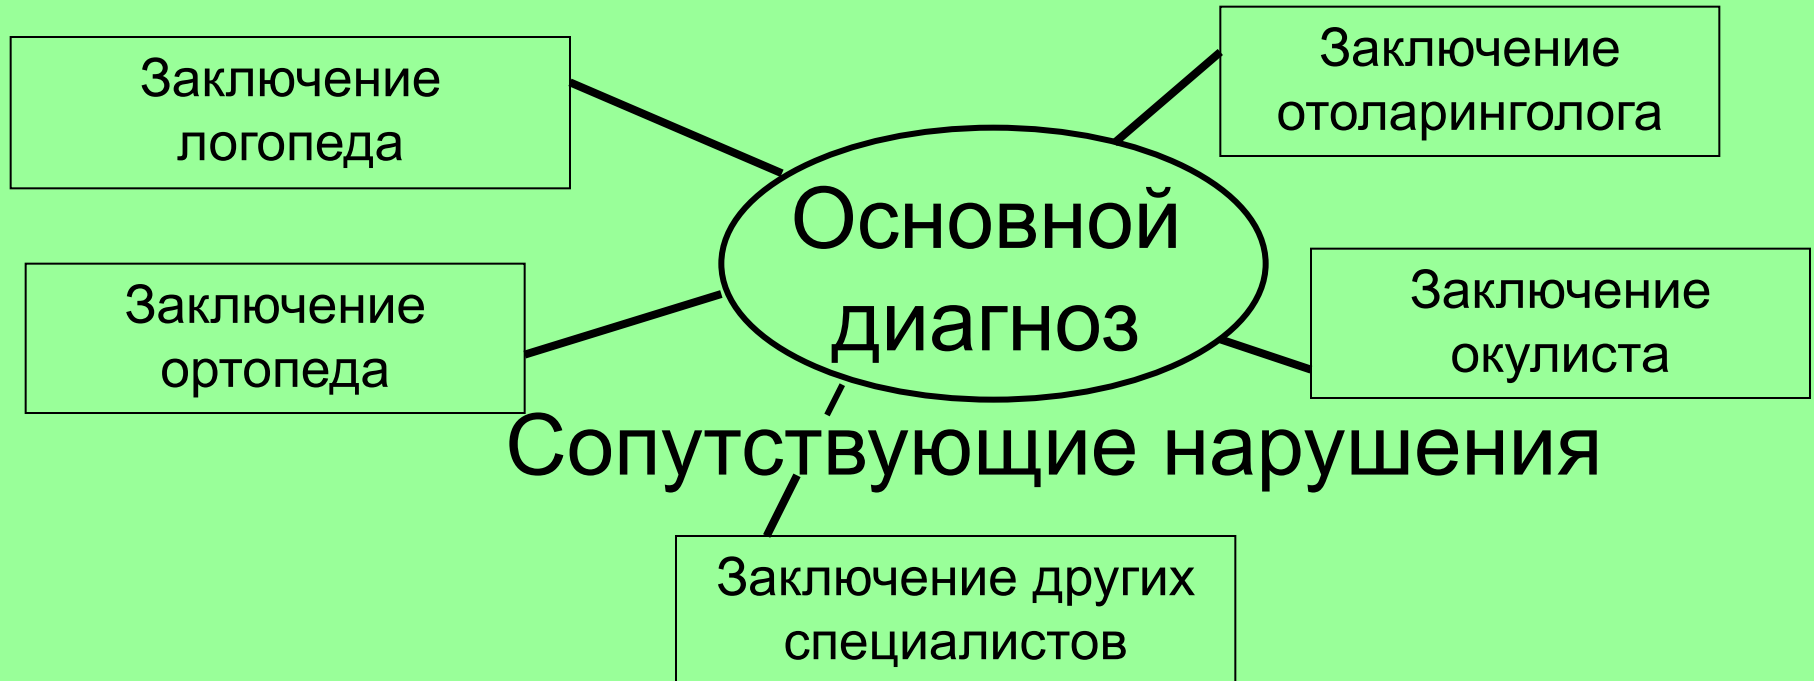 Заключение
логопеда
Заключение
отоларинголога
Основной
диагноз
Заключение
ортопеда
Заключение
окулиста
Сопутствующие нарушения
Заключение других
специалистов